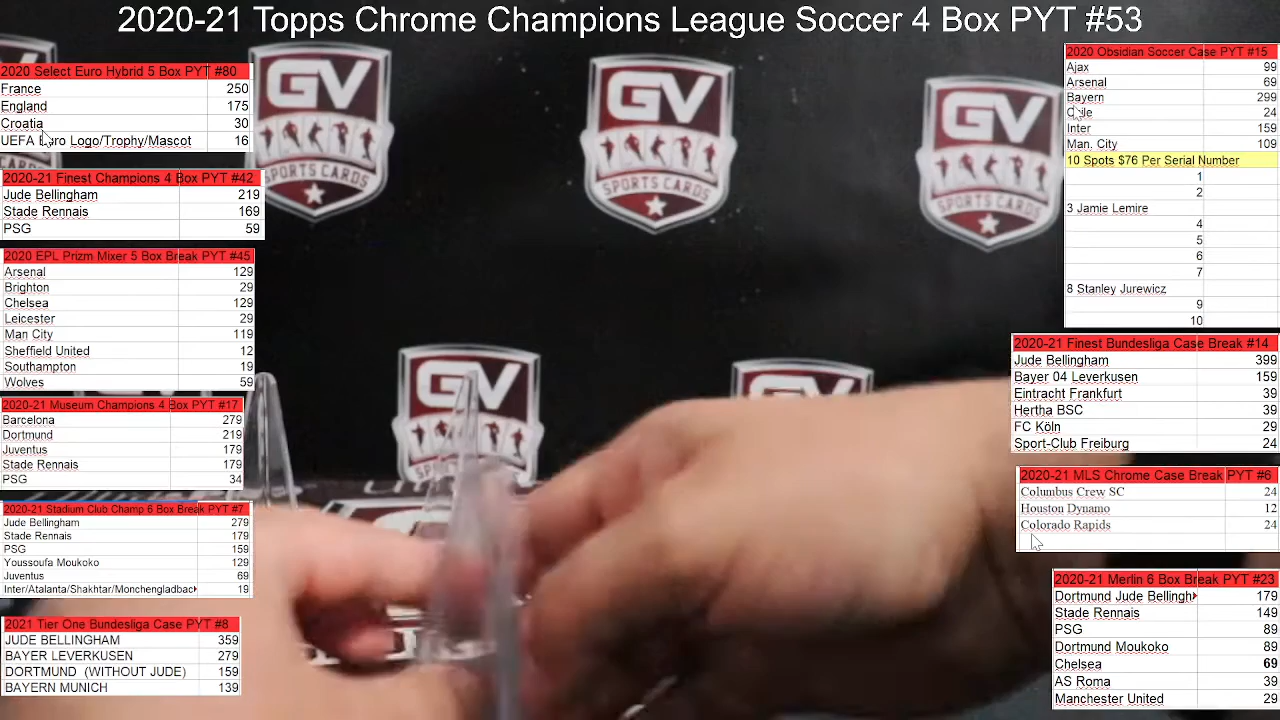 2020-21 Topps Chrome Champions League Soccer 4 Box PYT #53
2020 Select Euro Hybrid 5 Box PYT #80
France 250
England 175
Croatia 30
UEFA Euro Logo/Trophy/Mascot 16
2020-21 Finest Champions 4 Box PYT #42
Jude Bellingham 219
Stade Rennais 169
PSG 59
2020 EPL Prizm Mixer 5 Box Break PYT #45
Arsenal 129
Brighton 29
Chelsea 129
Leicester 29
Man City 119
Sheffield United 12
Southampton 19
Wolves 59
2020-21 Museum Champions 4 Box PYT #17
Barcelona 279
Dortmund 219
Juventus 179
Stade Rennais 179
PSG 34
2020-21 Stadium Club Champ 6 Box Break PYT #7
Jude Bellingham 279
Stade Rennais 179
PSG 159
Youssoufa Moukoko 129
Juventus 69
Inter/Atalanta/Shakhtar/Monchengladbac 19
2021 Tier One Bundesliga Case PYT #8
JUDE BELLINGHAM 359
BAYER LEVERKUSEN 279
DORTMUND (WITHOUT JUDE) 159
BAYERN MUNICH 139
GV
SPORTS CARDS
GV
SPORTS CARDS
GV
SPORTS CARDS
GV
GV
2020 Obsidian Soccer Case PYT #15
Ajax 99
Arsenal 69
Bayern 299
Chile 24
Inter 159
Man. City 109
10 Spots $76 Per Serial Number
1
2
3 Jamie Lemire
4
5
6
7
8 Stanley Jurewicz
9
10
2020-21 Finest Bundesliga Case Break #14
Jude Bellingham 399
Bayer 04 Leverkusen 159
Eintracht Frankfurt 39
Hertha BSC 39
FC Köln 29
Sport-Club Freiburg 24
2020-21 MLS Chrome Case Break PYT #6
Columbus Crew SC 24
Houston Dynamo 12
Colorado Rapids 24
2020-21 Merlin 6 Box Break PYT #23
Dortmund Jude Bellingh 179
Stade Rennais 149
PSG 89
Dortmund Moukoko 89
Chelsea 69
AS Roma 39
Manchester United 29